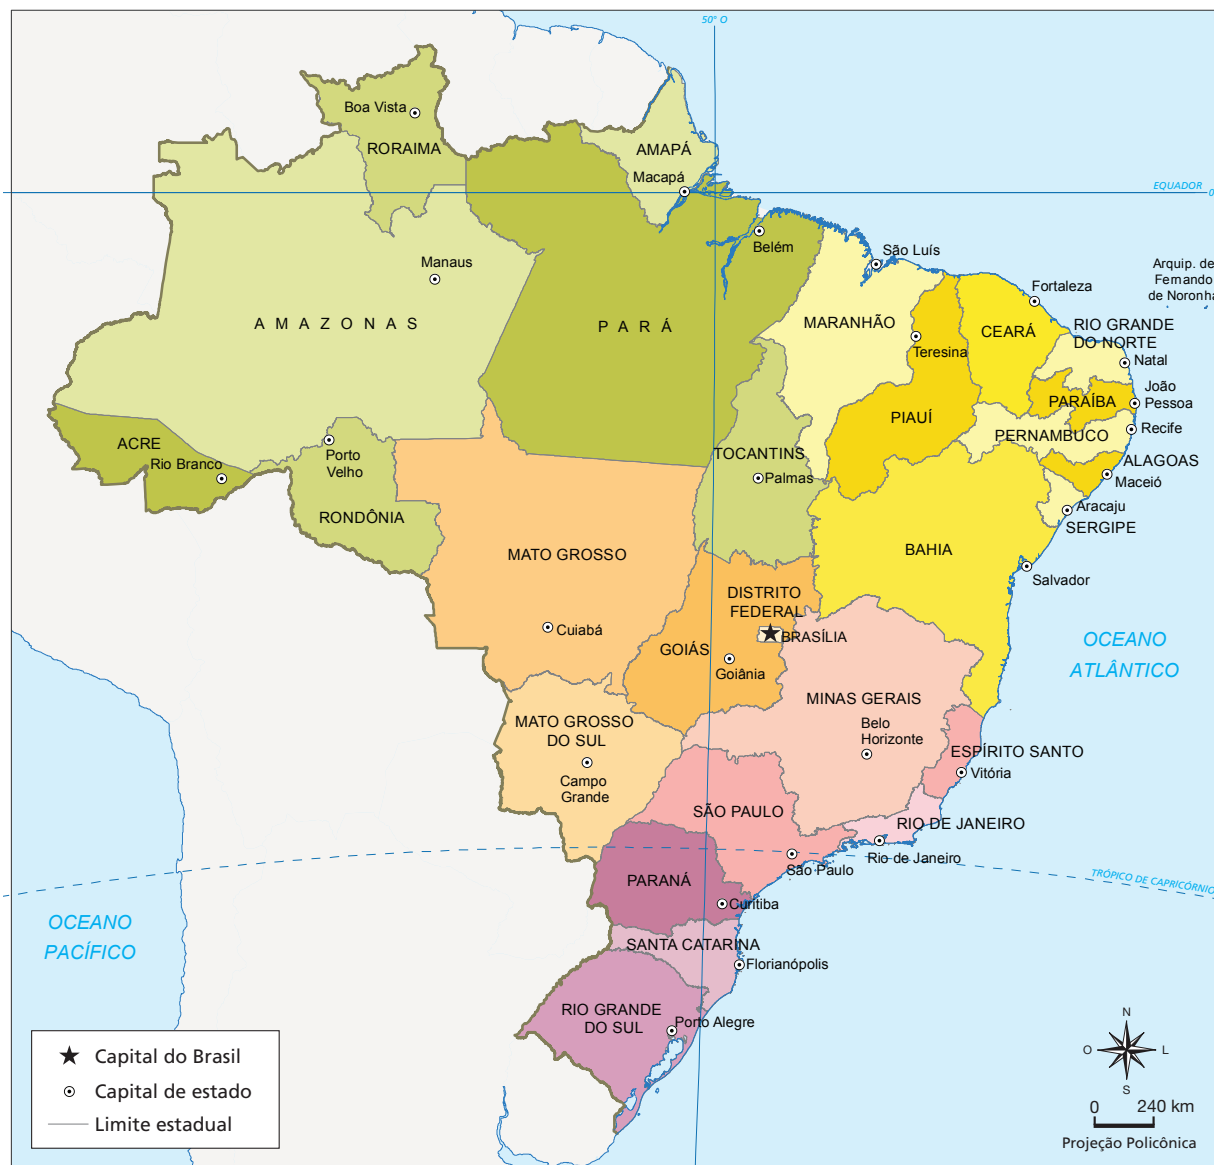 50° O
Boa Vista
RORAIMA
AMAPÁ
Macapá
EQUADOR
Belém
São Luís
Manaus
Arquip. de
Fernando
de Noronha
Fortaleza
AMAZONAS
PARÁ
MARANHÃO
CEARÁ
RIO GRANDE
DO NORTE
Teresina
Natal
João
Pessoa
PARAÍBA
PIAUÍ
Recife
PERNAMBUCO
ACRE
Rio Branco
Porto
Velho
TOCANTINS
Palmas
ALAGOAS
Maceió
Aracaju
SERGIPE
RONDÔNIA
MATO GROSSO
BAHIA
Salvador
DISTRITO
FEDERAL
BRASÍLIA
Cuiabá
GOIÁS
Goiânia
OCEANO
ATLÂNTICO
MINAS GERAIS
MATO GROSSO
DO SUL
Belo
Horizonte
ESPÍRITO SANTO
Vitória
Campo
Grande
SÃO PAULO
RIO DE JANEIRO
Rio de Janeiro
São Paulo
TRÓPICO DE CAPRICÓRNIO
PARANÁ
Curitiba
OCEANO
PACÍFICO
SANTA CATARINA
Florianópolis
RIO GRANDE
DO SUL
Porto Alegre
Capital do Brasil
Capital de estado
Limite estadual
N
O
L
S
0 240 km
Projeção Policônica